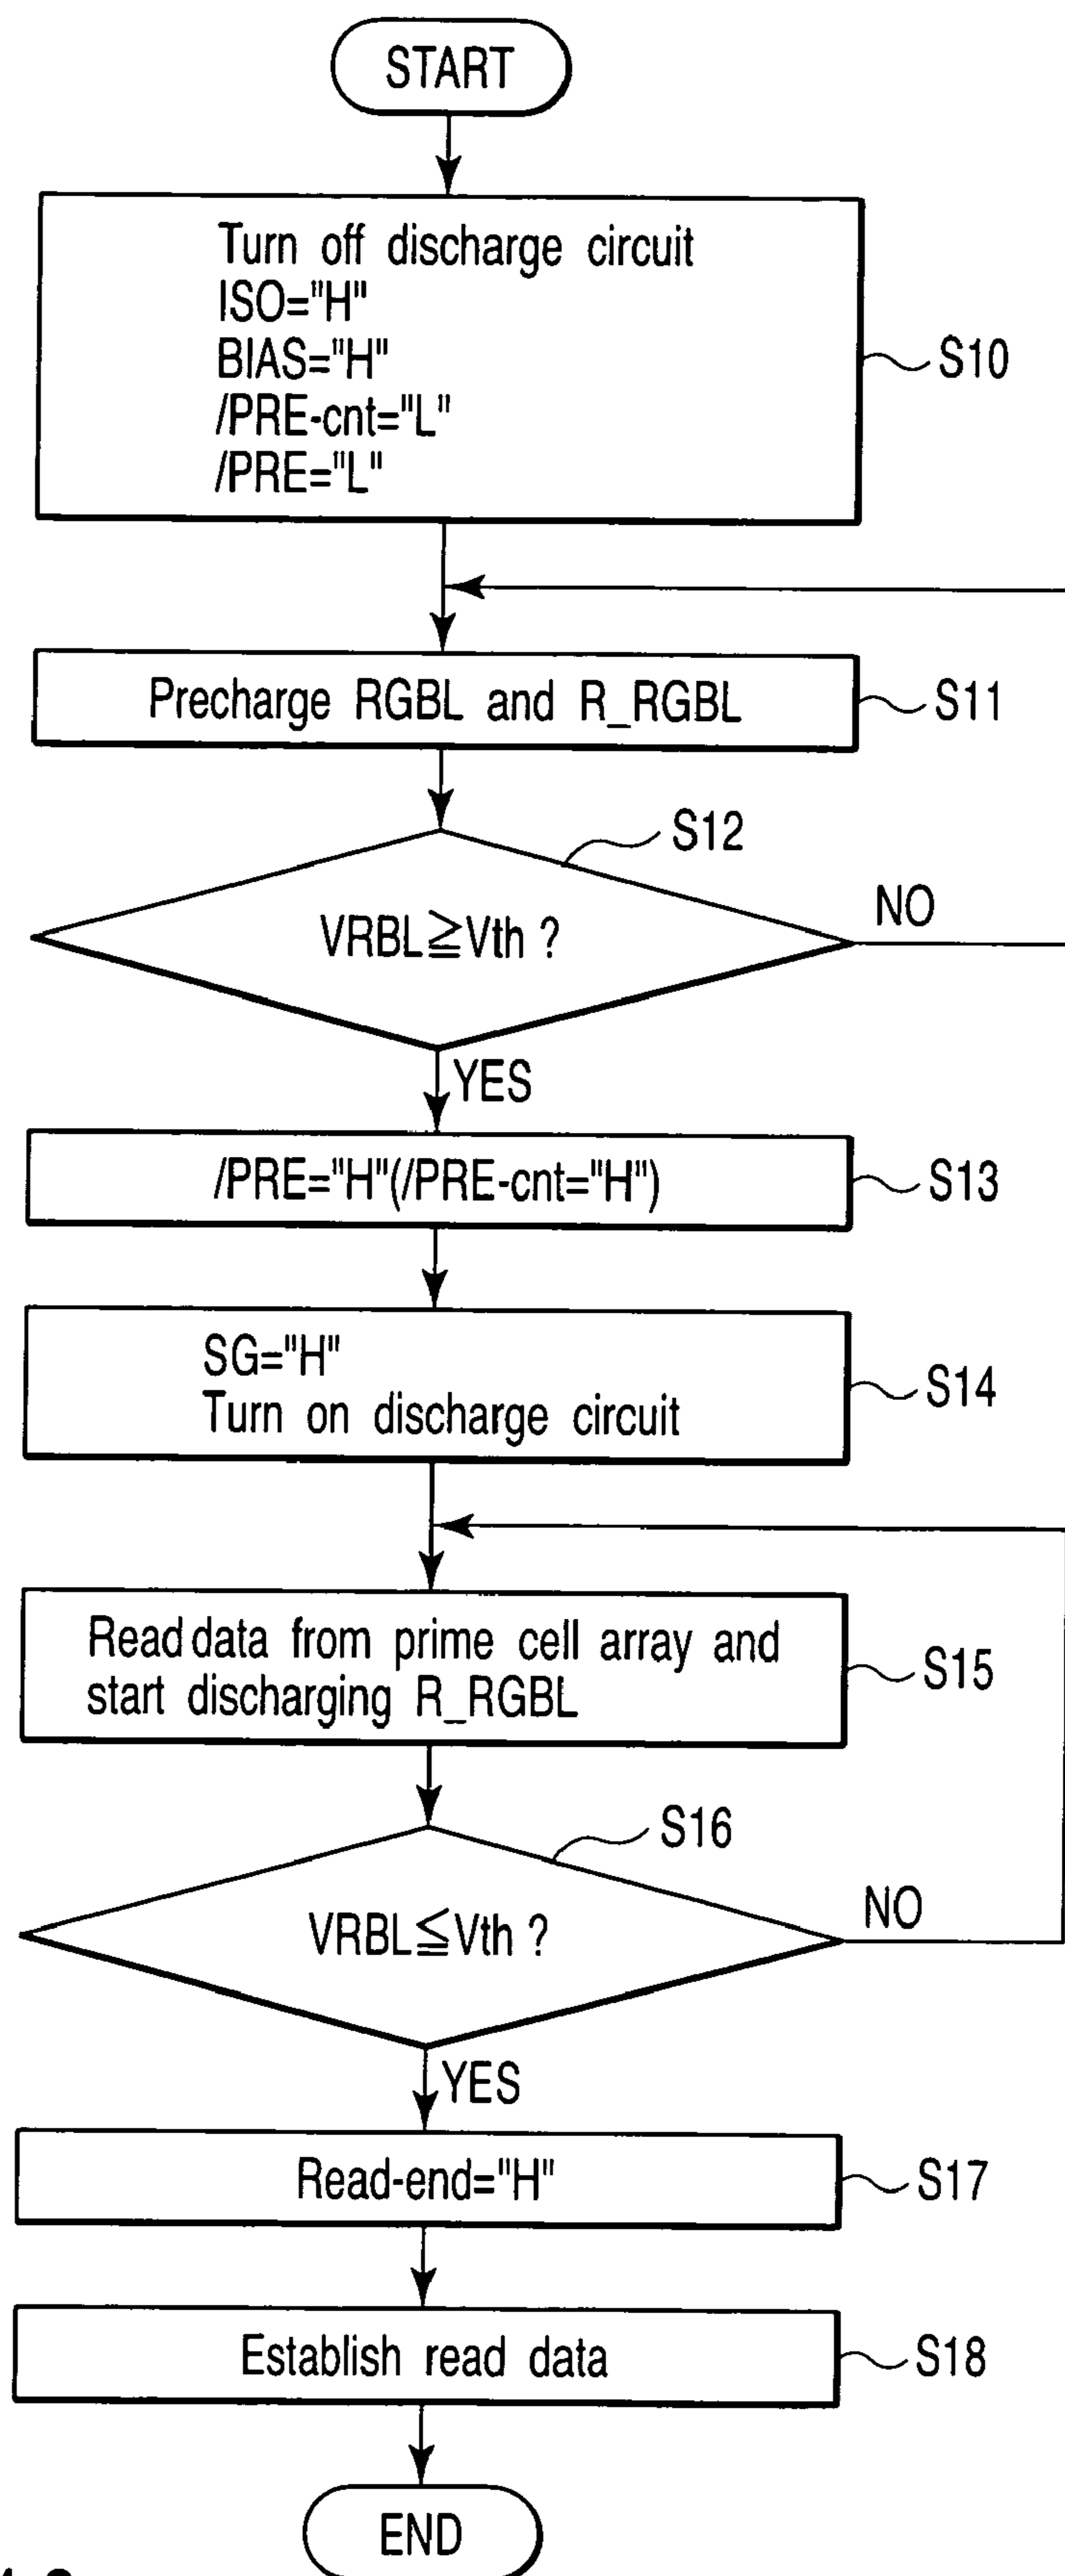 START
Turn off discharge circuit
ISO="H"
BIAS="H"
/PRE-cnt="L"
/PRE="L"
S10
Precharge RGBL and R_RGBL
S11
S12
VRBL≧Vth ?
NO
YES
/PRE="H"(/PRE-cnt="H")
S13
SG="H"
Turn on discharge circuit
S14
Read data from prime cell array and
start discharging R_RGBL
S15
S16
VRBL≦Vth ?
NO
YES
Read-end="H"
S17
Establish read data
S18
END